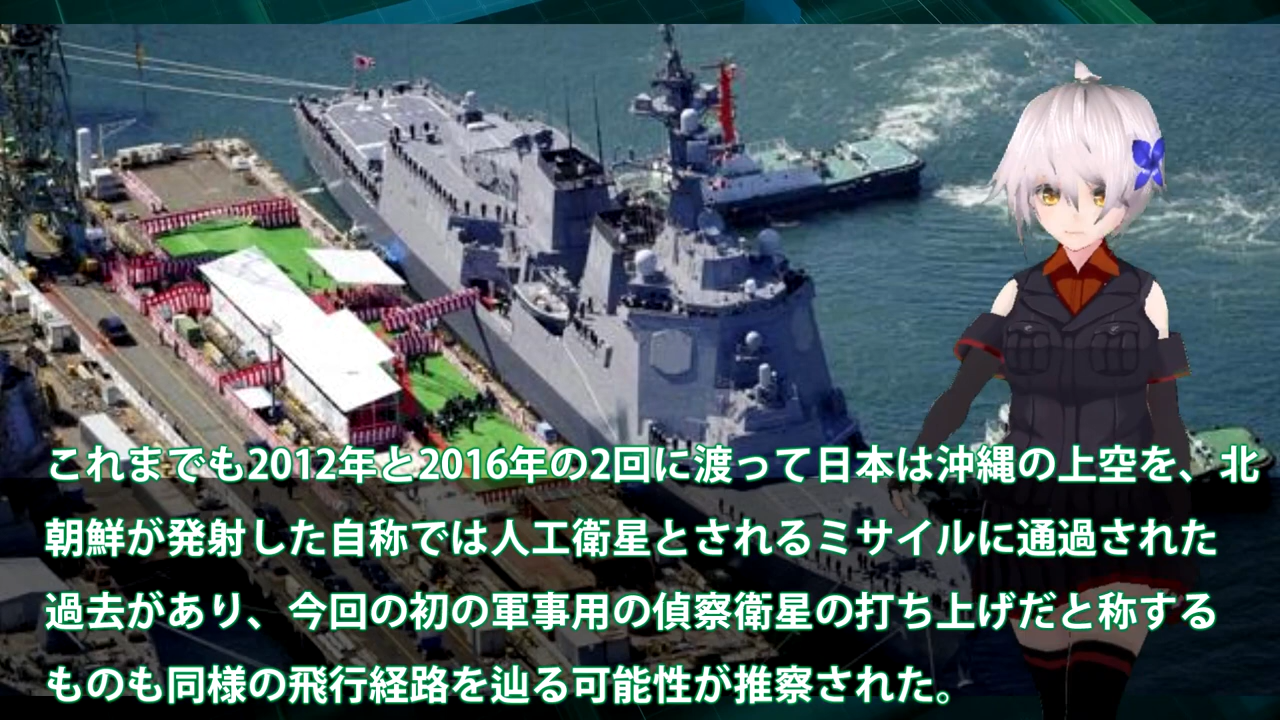 これまでも2012年と2016年の2回に渡って日本は沖縄の上空を、北
朝鮮が発射した自称では人工衛星とされるミサイルに通過された
過去があり、今回の初の軍事用の偵察衛星の打ち上げだと称する
ものも同様の飛行経路を辿る可能性が推察された。